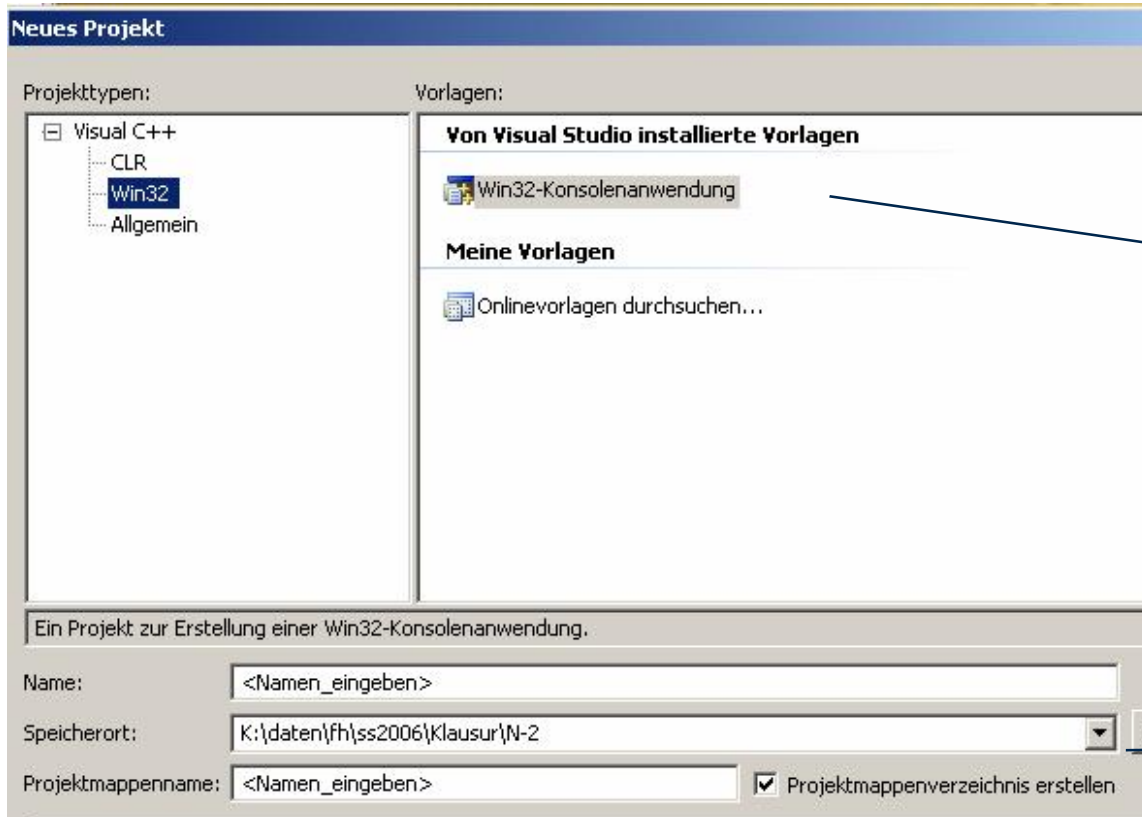 Neues Projekt
Projekttypen:
Vorlagen:
Visual C++
CLR
Win32
Allgemein
Von Visual Studio installierte Vorlagen
Win32-Konsolenanwendung
Meine Vorlagen
Onlinevorlagen durchsuchen...
Ein Projekt zur Erstellung einer Win32-Konsolenanwendung.
Name: <Namen_eingeben>
Speicherort: K:\daten\fh\ss2006\Klausur\N-2
Projektmappenname: <Namen_eingeben> Projektmappenverzeichnis erstellen